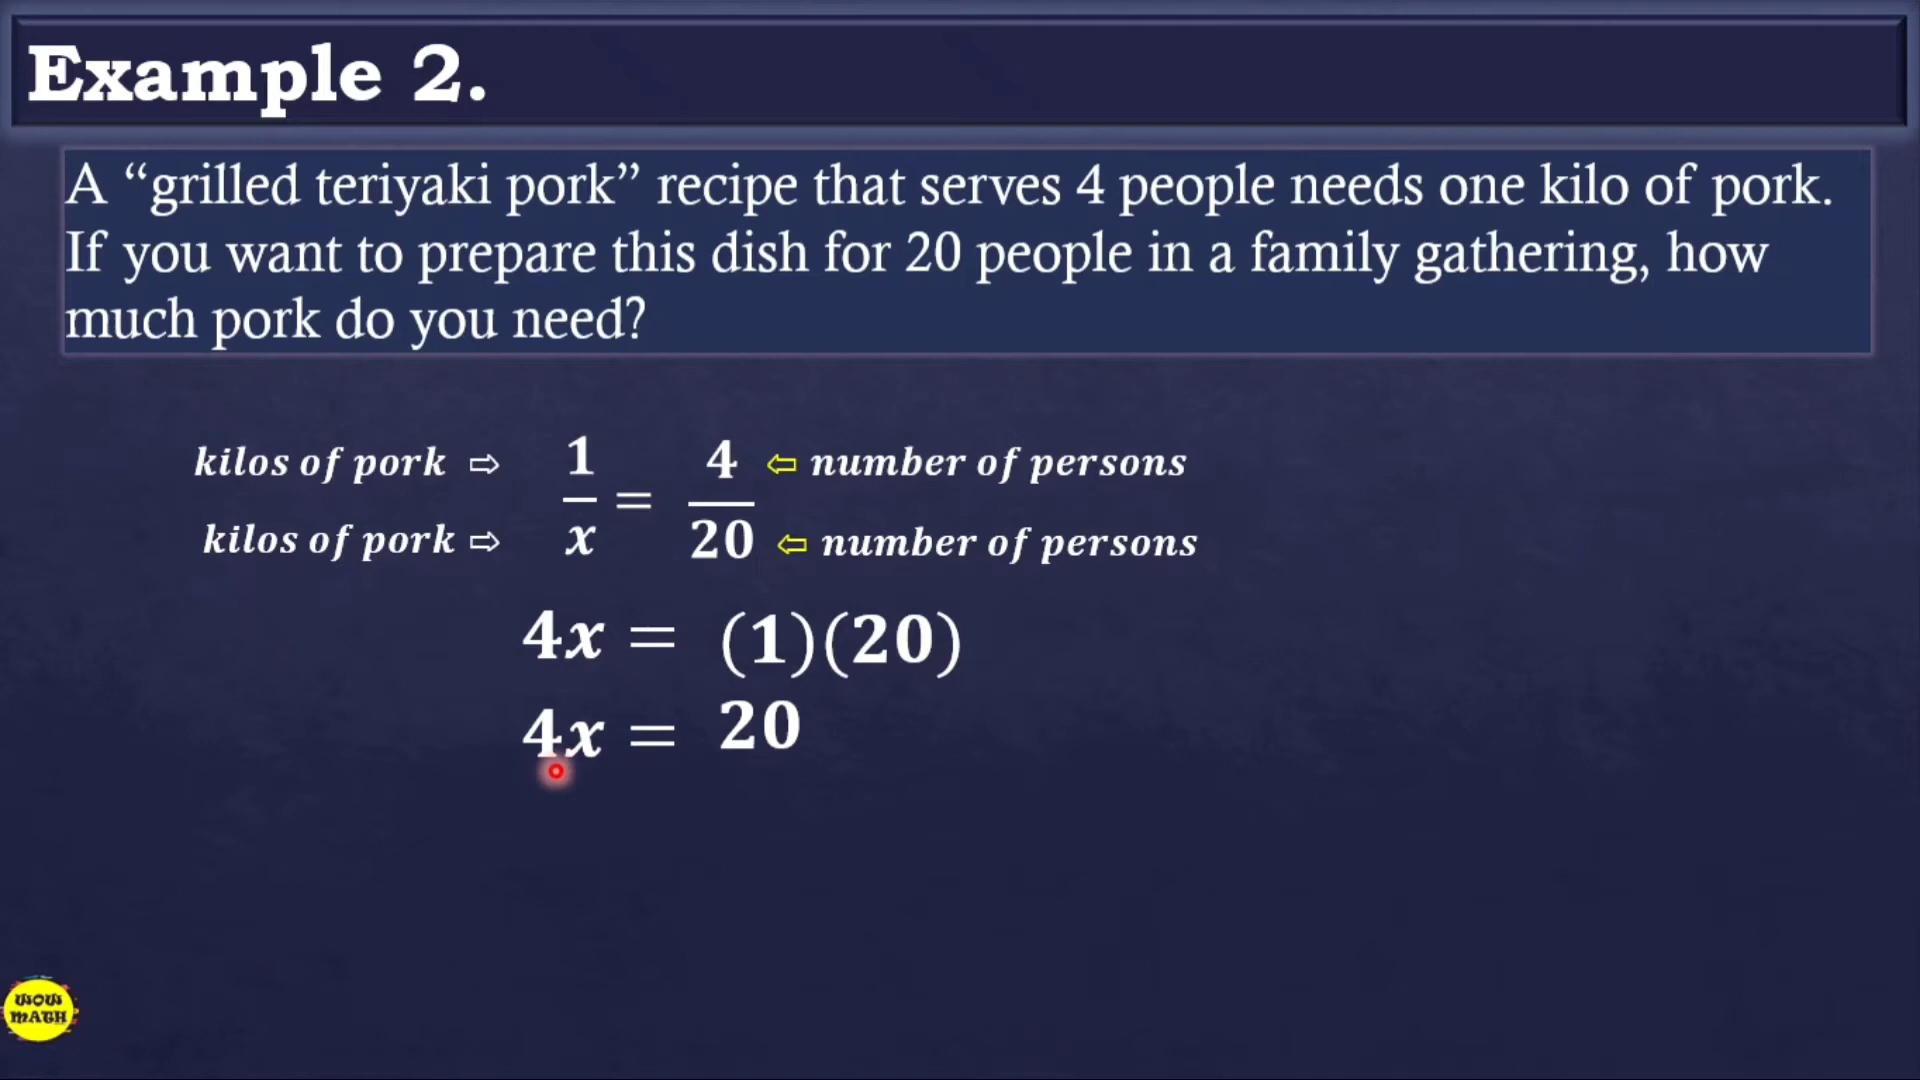 Example 2.
A “grilled teriyaki pork” recipe that serves 4 people needs one kilo of pork.
If you want to prepare this dish for 20 people in a family gathering, how
much pork do you need?
kilos of pork ⇨ 1 = 4 ⇦ number of persons
kilos of pork ⇨ x 20 ⇦ number of persons
4x = (1)(20)
4x = 20
WOW
MATH